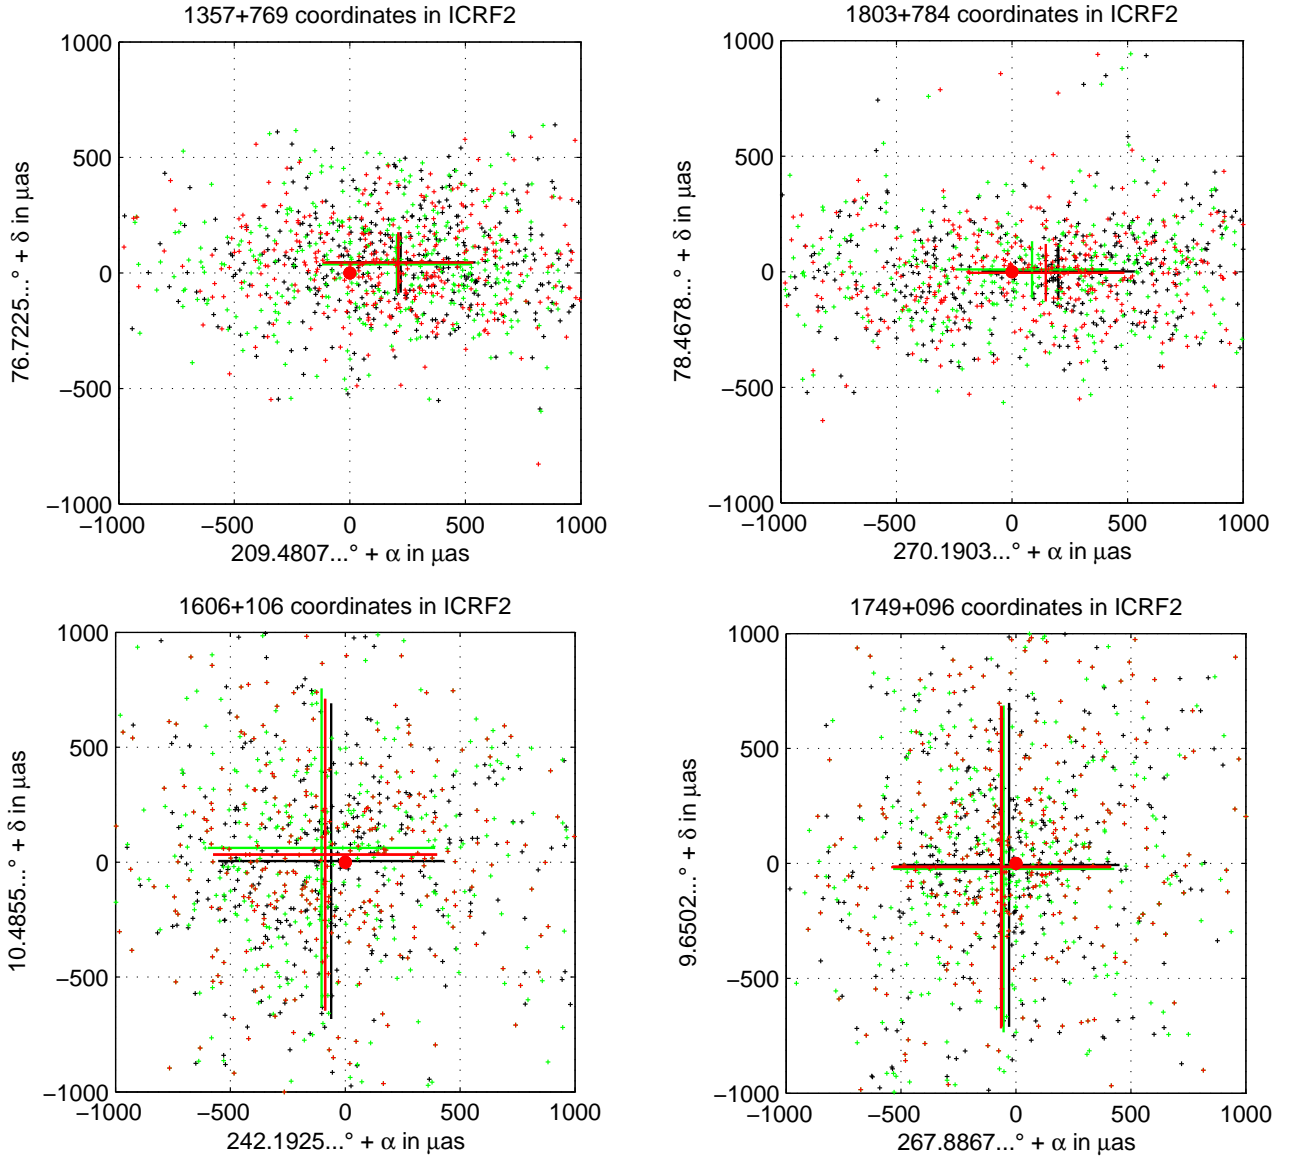 1357+769 coordinates in ICRF2
1000
500
0
−500
−1000
−1000 −500 0 500 1000
76.7225...° + δ in μas
209.4807...° + α in μas
1803+784 coordinates in ICRF2
1000
500
0
−500
−1000
−1000 −500 0 500 1000
78.4678...° + δ in μas
270.1903...° + α in μas
1606+106 coordinates in ICRF2
1000
500
0
−500
−1000
−1000 −500 0 500 1000
10.4855...° + δ in μas
242.1925...° + α in μas
1749+096 coordinates in ICRF2
1000
500
0
−500
−1000
−1000 −500 0 500 1000
9.6502...° + δ in μas
267.8867...° + α in μas